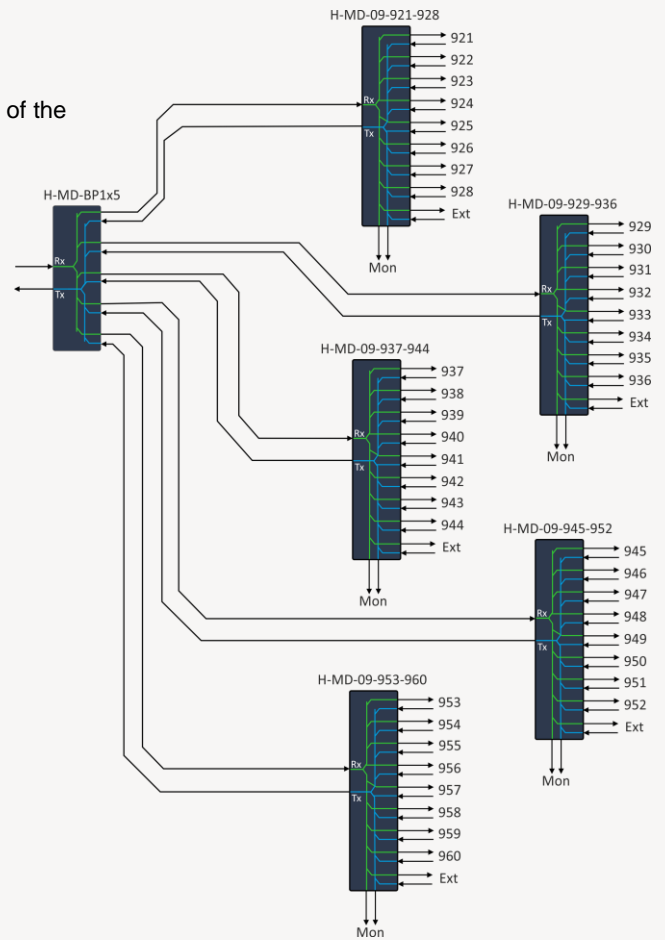 H-MD-09-921-928
921
922
923
924
925
926
927
928
Ext
Rx
Tx
Mon
of the
H-MD-BP1x5
Rx
Tx
H-MD-09-929-936
929
930
931
932
933
934
935
936
Ext
Rx
Tx
Mon
H-MD-09-937-944
937
938
939
940
941
942
943
944
Ext
Rx
Tx
Mon
H-MD-09-945-952
945
946
947
948
949
950
951
952
Ext
Rx
Tx
Mon
H-MD-09-953-960
953
954
955
956
957
958
959
960
Ext
Rx
Tx
Mon